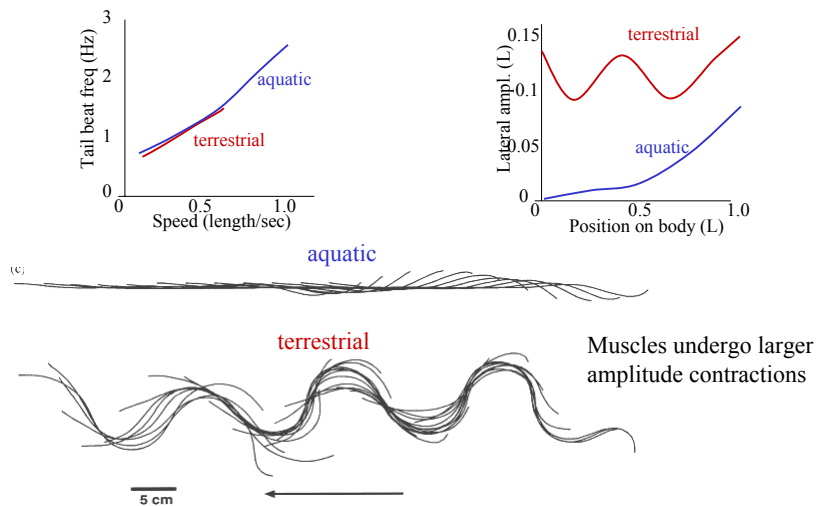 3
2
1
0
Tail beat freq (Hz)
aquatic
terrestrial
0
0.5
1.0
Speed (length/sec)
0.15
-0.1
0.05
0
Lateral ampl. (L)
terrestrial
aquatic
0
0.5
1.0
Position on body (L)
aquatic
(c)
terrestrial
Muscles undergo larger
amplitude contractions
5 cm